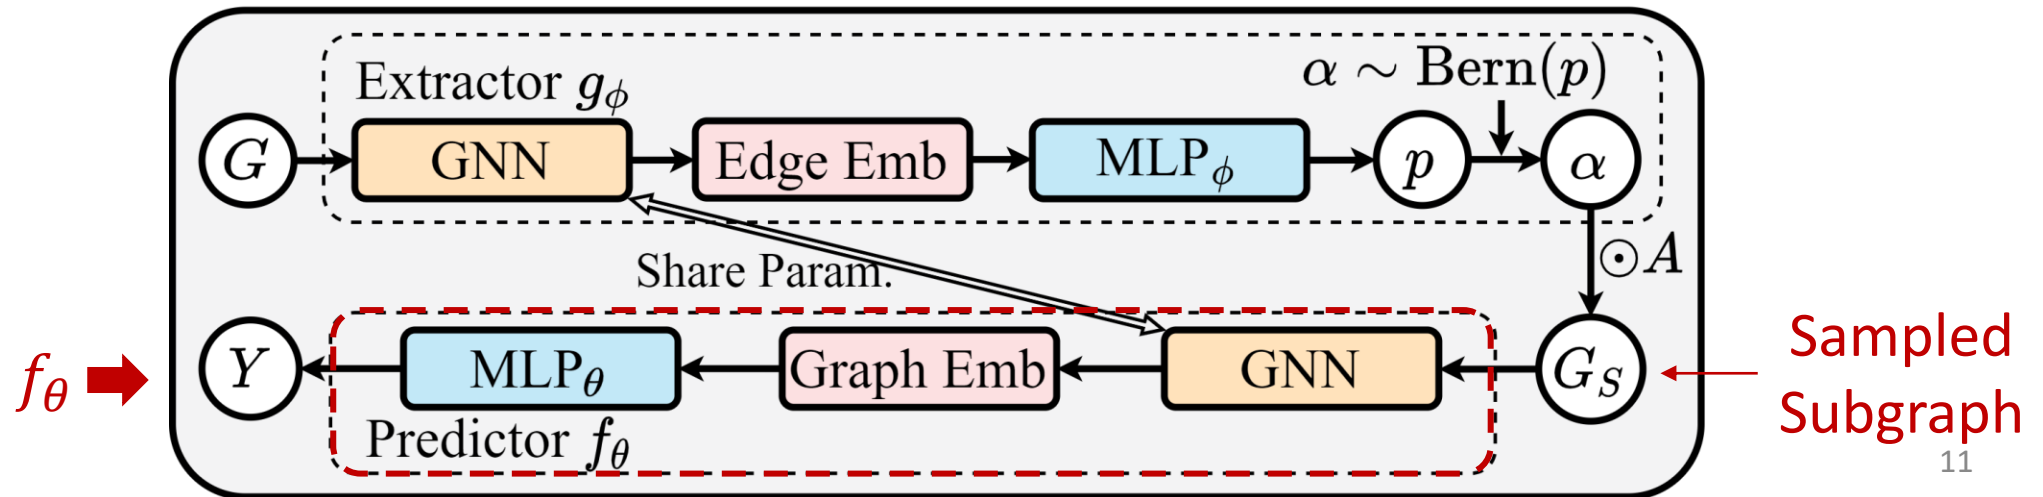 Extractor g_ϕ
α ∼ Bern(p)
G
GNN
Edge Emb
MLP_ϕ
p
α
⊙A
Share Param.
f_θ
Y
MLP_θ
Graph Emb
GNN
G_S
Predictor f_θ
Sampled
Subgraph
11